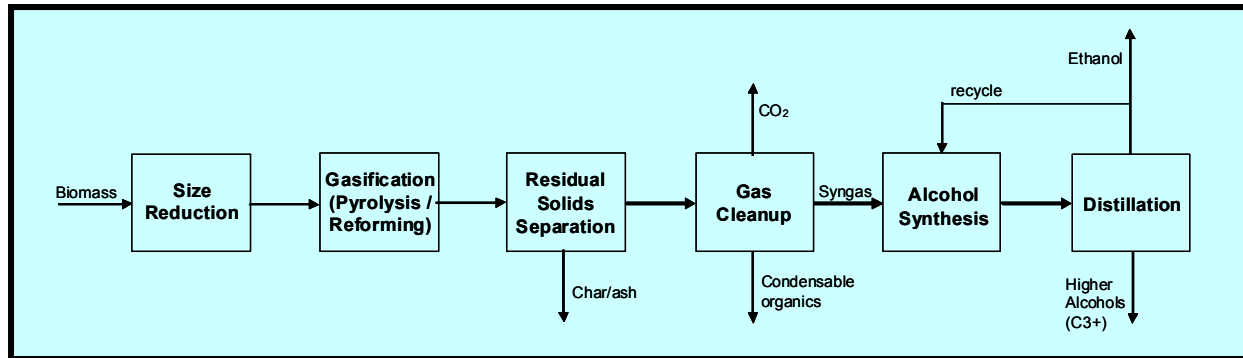 Biomass
Size
Reduction
Gasification
(Pyrolysis /
Reforming)
Residual
Solids
Separation
Char/ash
CO₂
Gas
Cleanup
Condensable
organics
Syngas
recycle
Alcohol
Synthesis
Ethanol
Distillation
Higher
Alcohols
(C3+)